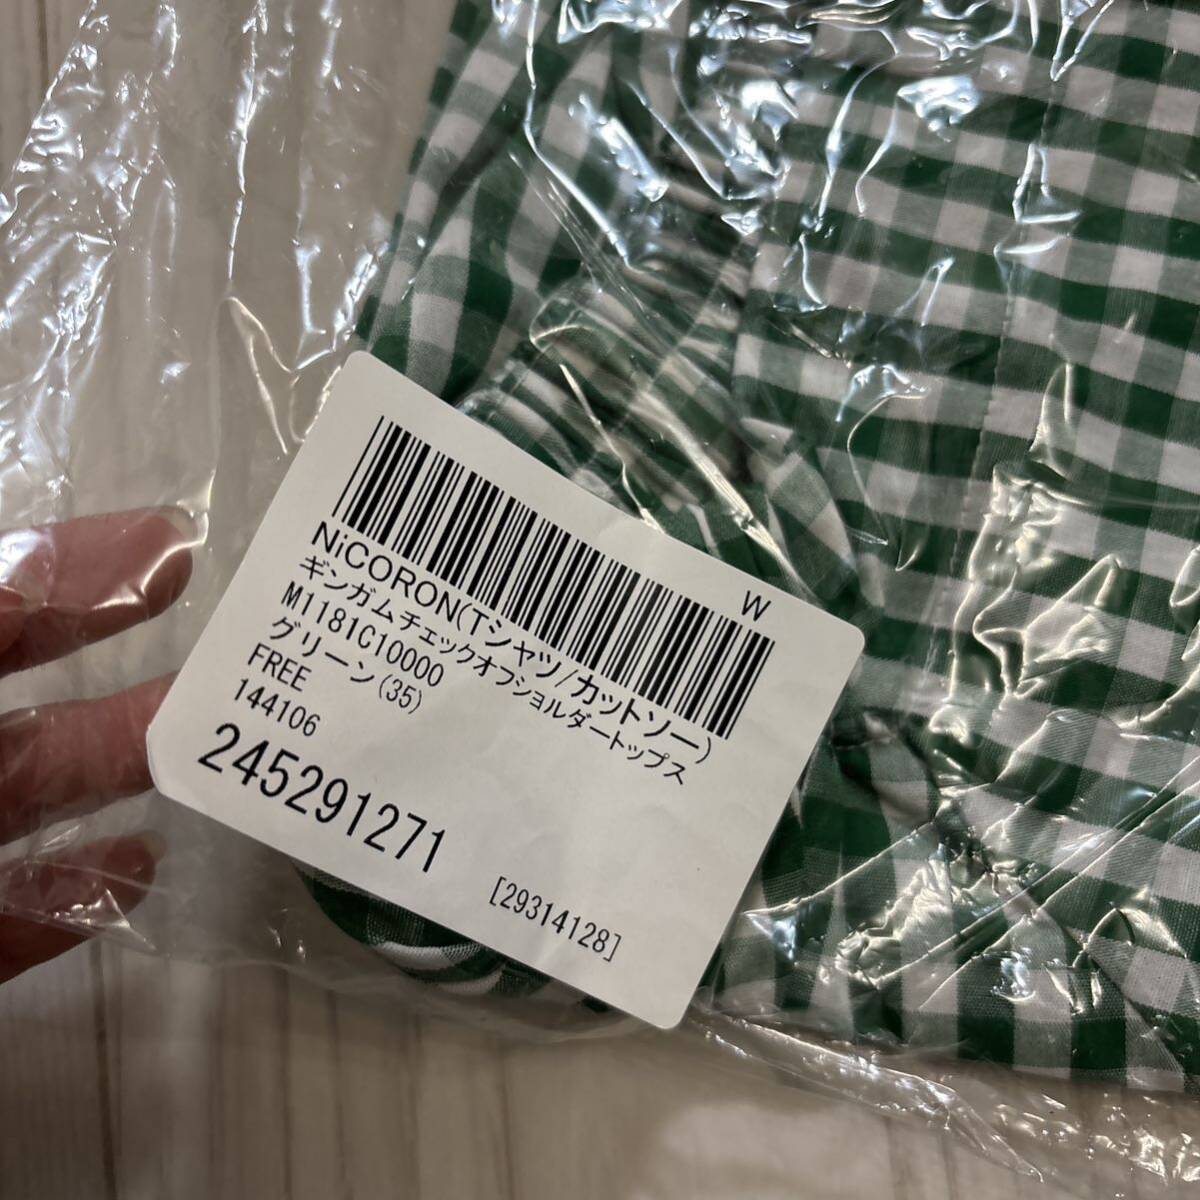 W
NiCORON(Tシャツ/カットソー)
ギンガムチェックオフショルダートップス
M1181C10000
グリーン(35)
FREE
144106
245291271
[29314128]